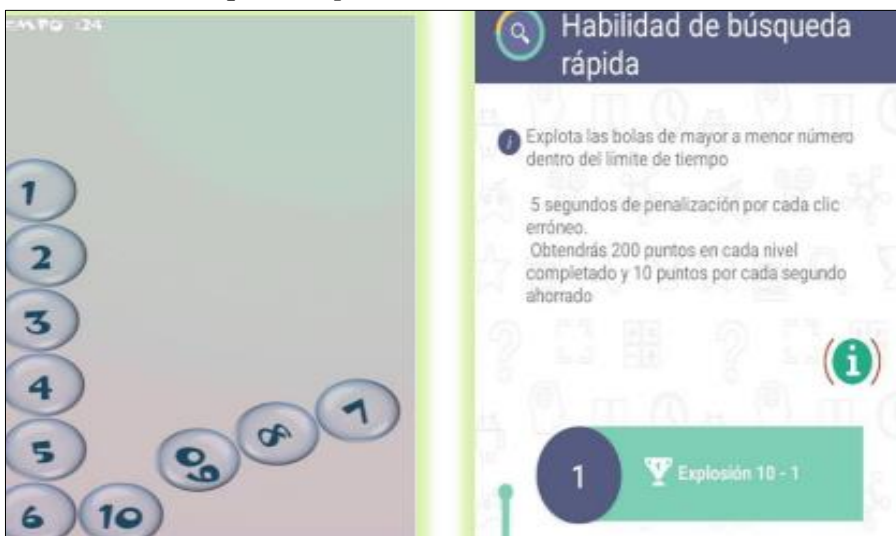 EMPO :24
1
2
3
4
5
6
10
9
8
7
Habilidad de búsqueda
rápida
i Explota las bolas de mayor a menor número
dentro del límite de tiempo
5 segundos de penalización por cada clic
erróneo.
Obtendrás 200 puntos en cada nivel
completado y 10 puntos por cada segundo
ahorrado
(i)
1 Explosión 10 - 1